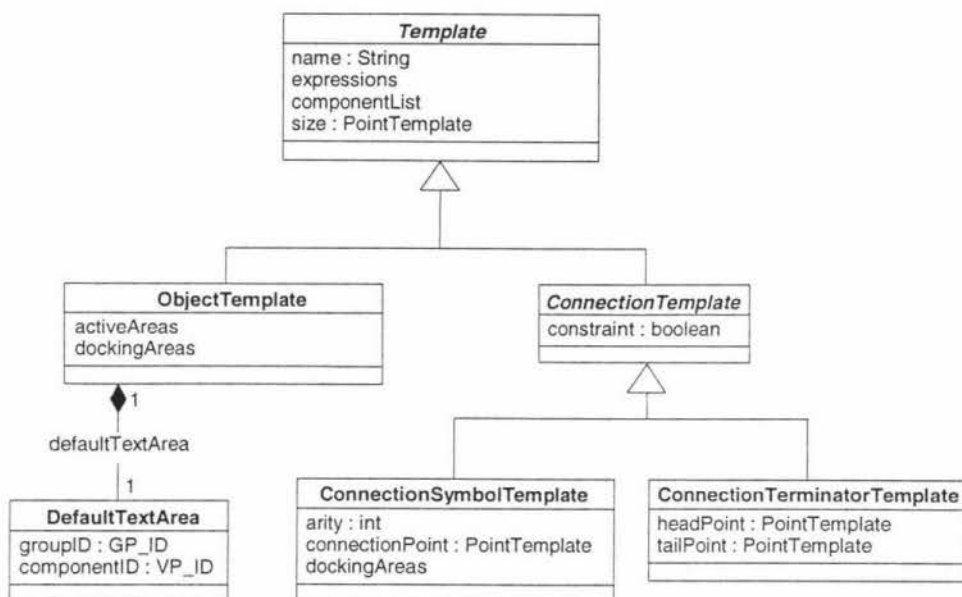 Template
name : String
expressions
componentList
size : PointTemplate
ObjectTemplate
activeAreas
dockingAreas
ConnectionTemplate
constraint : boolean
1
defaultTextArea
1
DefaultTextArea
groupID : GP_ID
componentID : VP_ID
ConnectionSymbolTemplate
arity : int
connectionPoint : PointTemplate
dockingAreas
ConnectionTerminatorTemplate
headPoint : PointTemplate
tailPoint : PointTemplate